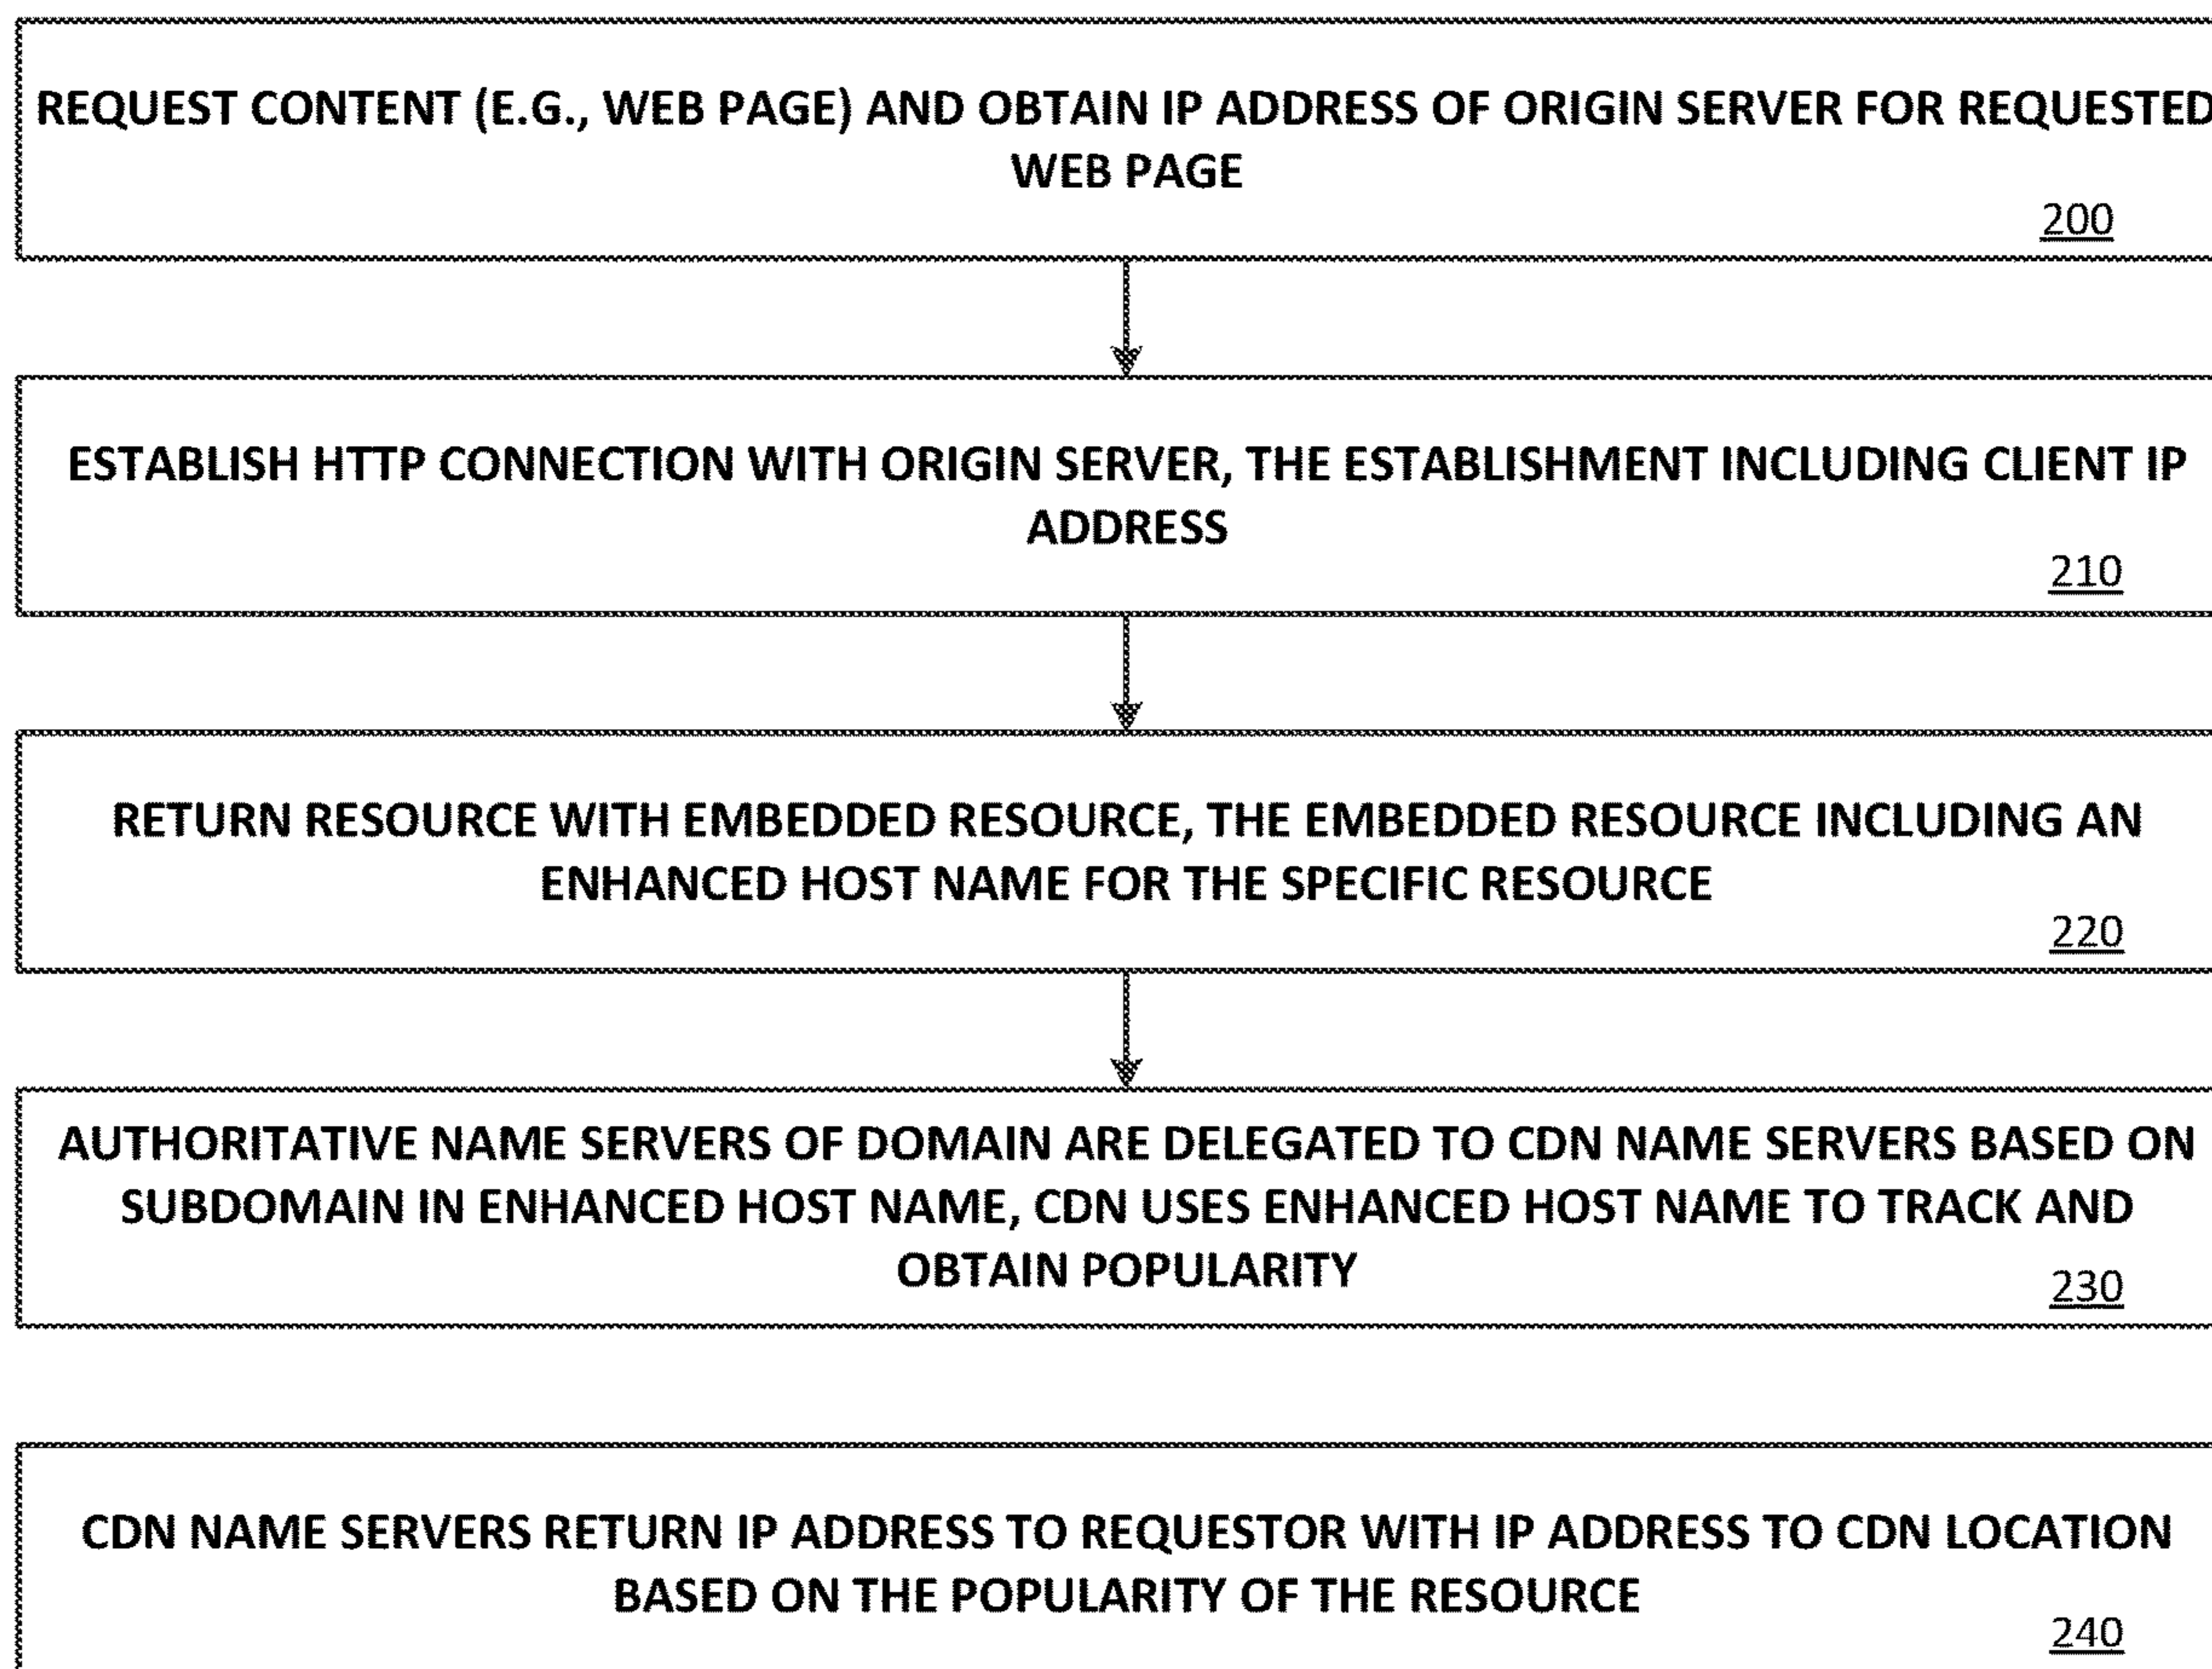 REQUEST CONTENT (E.G., WEB PAGE) AND OBTAIN IP ADDRESS OF ORIGIN SERVER FOR REQUESTED
WEB PAGE
200
ESTABLISH HTTP CONNECTION WITH ORIGIN SERVER, THE ESTABLISHMENT INCLUDING CLIENT IP
ADDRESS
210
RETURN RESOURCE WITH EMBEDDED RESOURCE, THE EMBEDDED RESOURCE INCLUDING AN
ENHANCED HOST NAME FOR THE SPECIFIC RESOURCE
220
AUTHORITATIVE NAME SERVERS OF DOMAIN ARE DELEGATED TO CDN NAME SERVERS BASED ON
SUBDOMAIN IN ENHANCED HOST NAME, CDN USES ENHANCED HOST NAME TO TRACK AND
OBTAIN POPULARITY
230
CDN NAME SERVERS RETURN IP ADDRESS TO REQUESTOR WITH IP ADDRESS TO CDN LOCATION
BASED ON THE POPULARITY OF THE RESOURCE
240